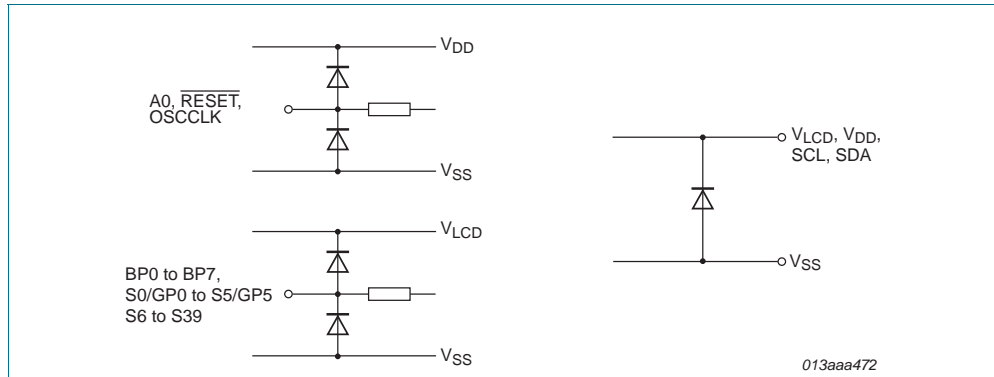 VDD
A0, RESET,
OSCCLK
VSS
VLCD
BP0 to BP7,
S0/GP0 to S5/GP5
S6 to S39
VSS
VLCD, VDD,
SCL, SDA
VSS
013aaa472